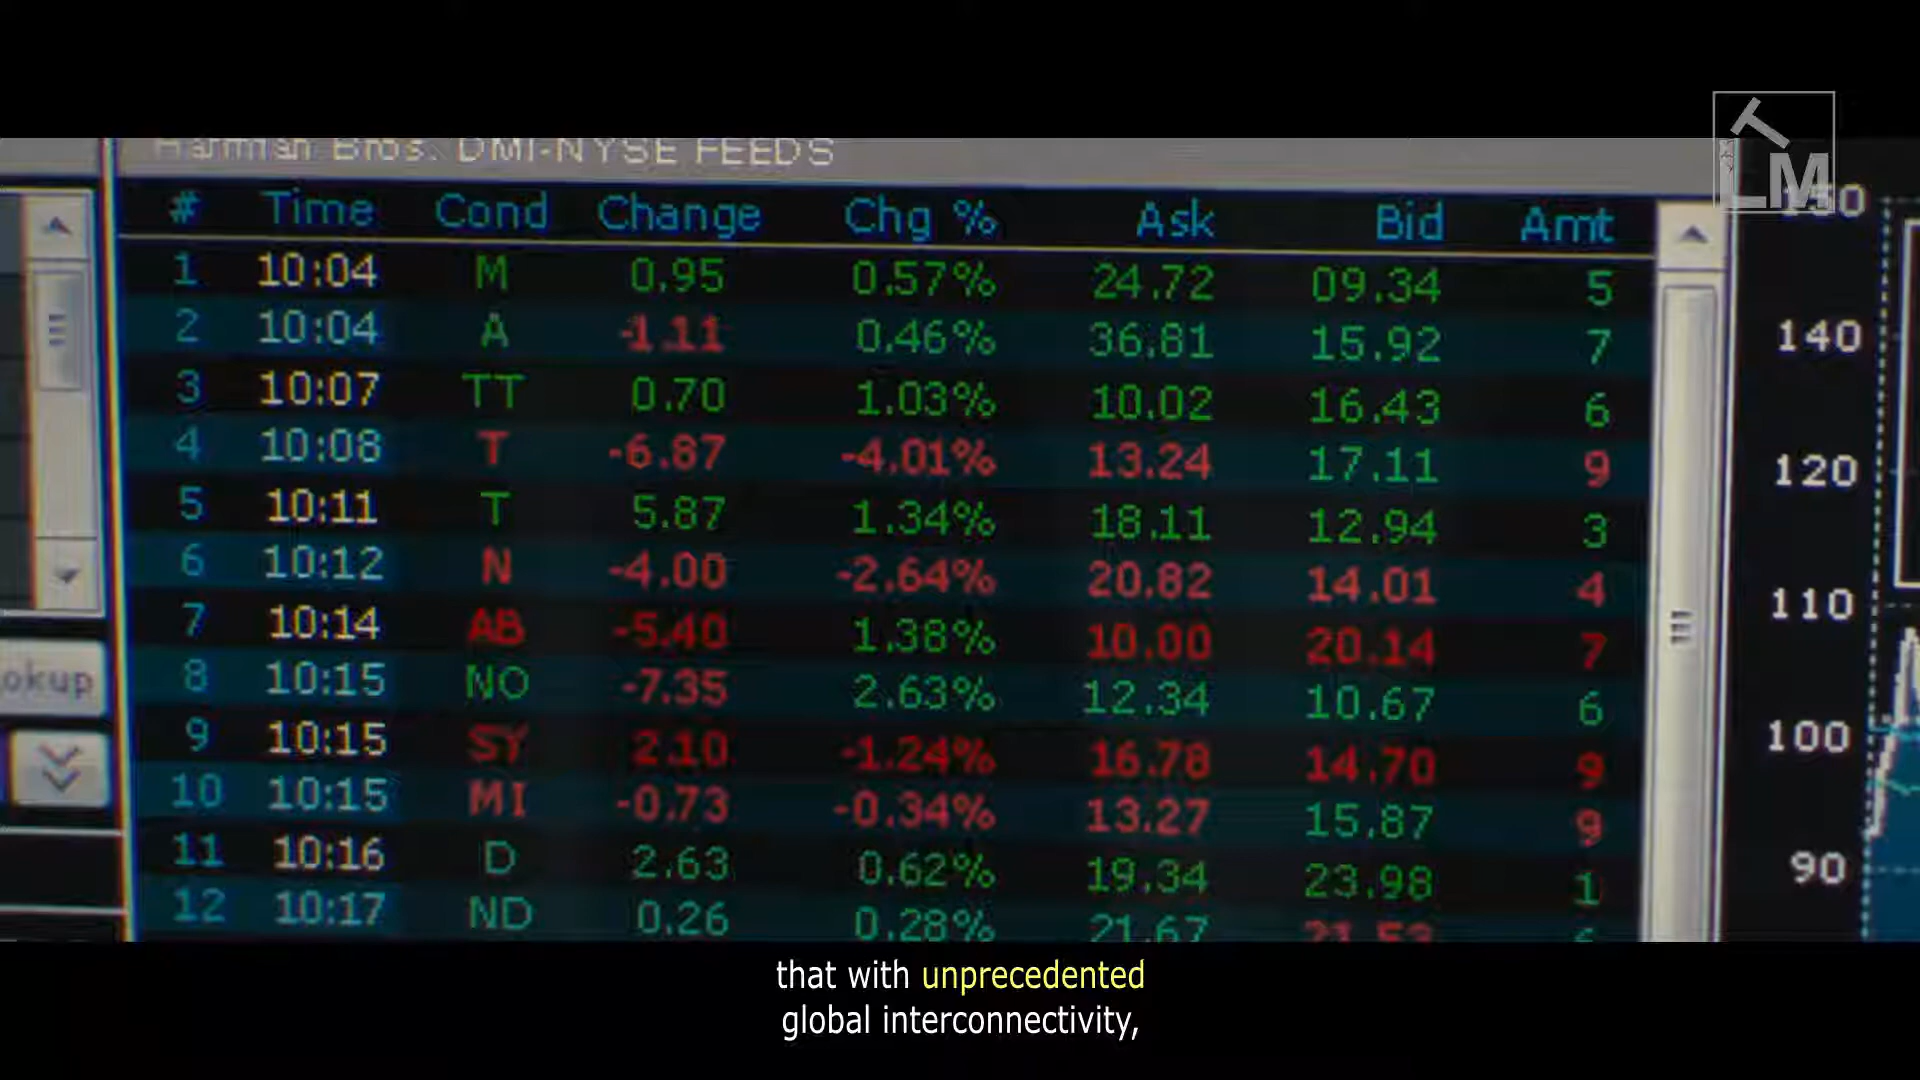 Harman Bros. DMI-NYSE FEEDS
# Time Cond Change Chg % Ask Bid Amt
1 10:04 M 0.95 0.57% 24.72 09.34 5
2 10:04 A -1.11 0.46% 36.81 15.92 7
3 10:07 TT 0.70 1.03% 10.02 16.43 6
4 10:08 T -6.87 -4.01% 13.24 17.11 9
5 10:11 T 5.87 1.34% 18.11 12.94 3
6 10:12 N -4.00 -2.64% 20.82 14.01 4
7 10:14 AB -5.40 1.38% 10.00 20.14 7
8 10:15 NO -7.35 2.63% 12.34 10.67 6
9 10:15 SY 2.10 -1.24% 16.78 14.70 9
10 10:15 MI -0.73 -0.34% 13.27 15.87 9
11 10:16 D 2.63 0.62% 19.34 23.98 1
12 10:17 ND 0.26 0.28% 21.67 21.53
okup
LM
150
140
120
110
100
90
that with unprecedented
global interconnectivity,